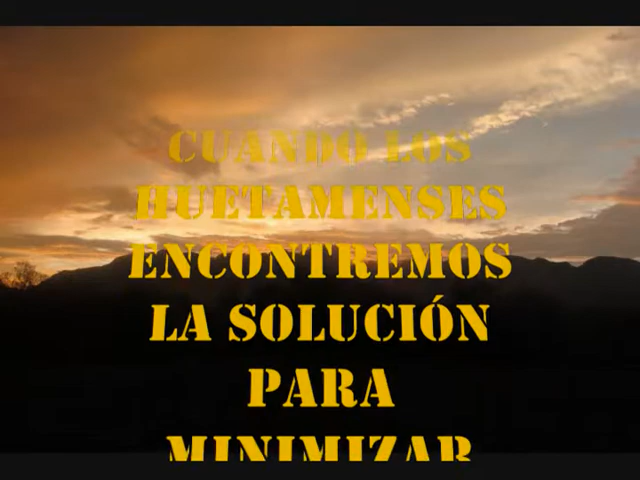 CUANDO LOS
HUETAMENSES
ENCONTREMOS
LA SOLUCIÓN
PARA
MINIMIZAR